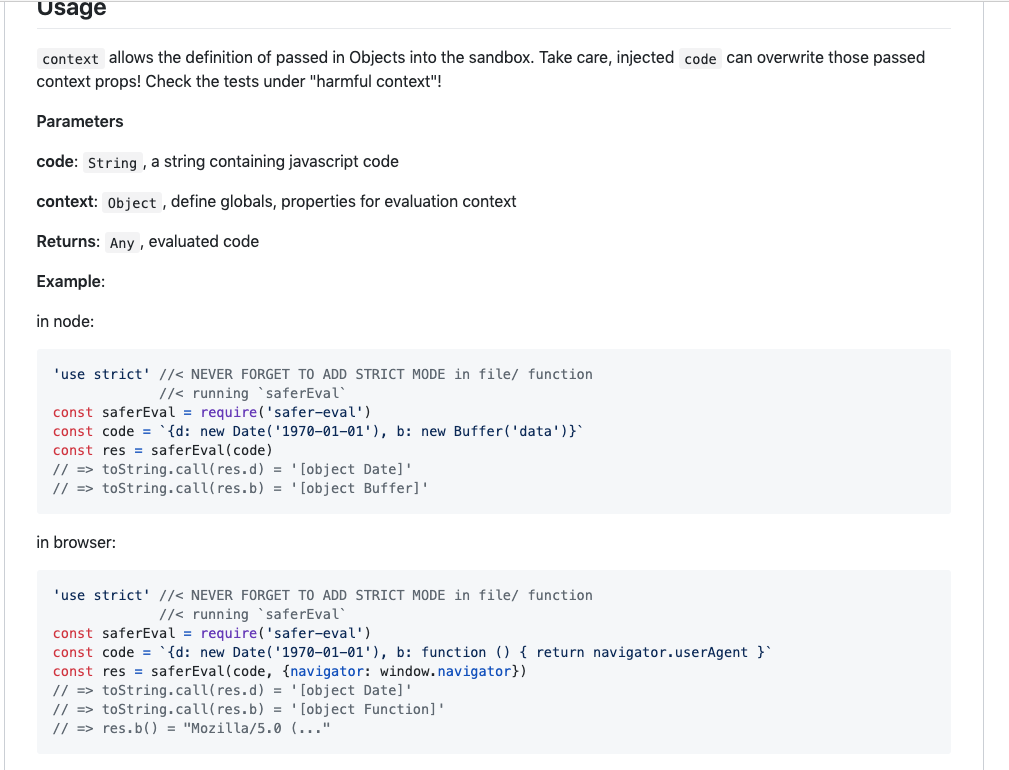 Usage
context allows the definition of passed in Objects into the sandbox. Take care, injected code can overwrite those passed
context props! Check the tests under "harmful context"!
Parameters
code: String , a string containing javascript code
context: Object , define globals, properties for evaluation context
Returns: Any , evaluated code
Example:
in node:
'use strict' //< NEVER FORGET TO ADD STRICT MODE in file/ function
             //< running `saferEval`
const saferEval = require('safer-eval')
const code = `{d: new Date('1970-01-01'), b: new Buffer('data')}`
const res = saferEval(code)
// => toString.call(res.d) = '[object Date]'
// => toString.call(res.b) = '[object Buffer]'
in browser:
'use strict' //< NEVER FORGET TO ADD STRICT MODE in file/ function
             //< running `saferEval`
const saferEval = require('safer-eval')
const code = `{d: new Date('1970-01-01'), b: function () { return navigator.userAgent }`
const res = saferEval(code, {navigator: window.navigator})
// => toString.call(res.d) = '[object Date]'
// => toString.call(res.b) = '[object Function]'
// => res.b() = "Mozilla/5.0 (..."